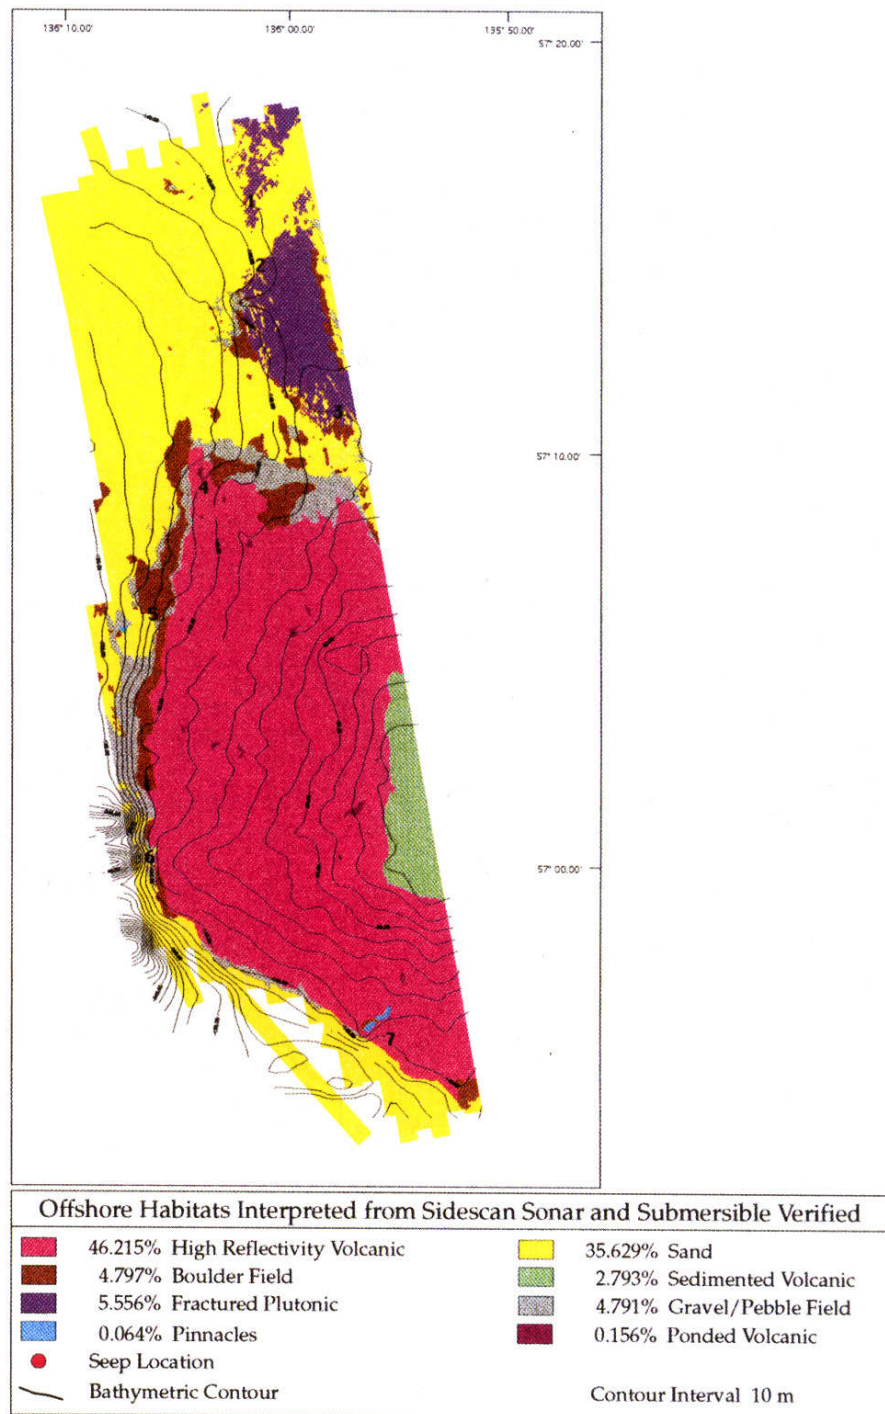 136° 10.00' 136° 00.00' 135° 50.00'
57° 20.00'
1
2
3
57° 10.00'
4
5
57° 00.00'
6
7
Offshore Habitats Interpreted from Sidescan Sonar and Submersible Verified
46.215% High Reflectivity Volcanic 35.629% Sand
4.797% Boulder Field 2.793% Sedimented Volcanic
5.556% Fractured Plutonic 4.791% Gravel/Pebble Field
0.064% Pinnacles 0.156% Ponded Volcanic
Seep Location
Bathymetric Contour Contour Interval 10 m